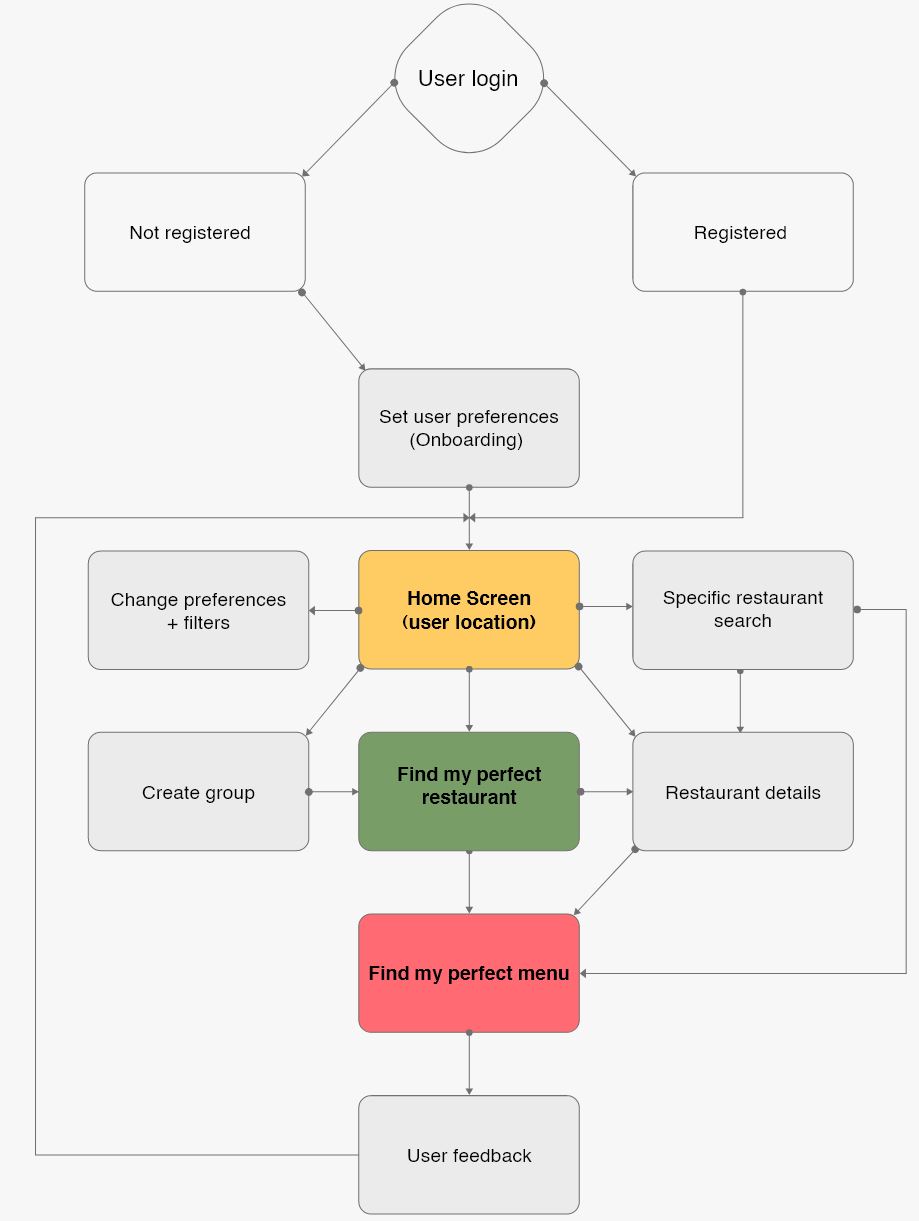 User login
Not registered
Registered
Set user preferences
(Onboarding)
Change preferences
+ filters
Home Screen
(user location)
Specific restaurant
search
Create group
Find my perfect
restaurant
Restaurant details
Find my perfect menu
User feedback